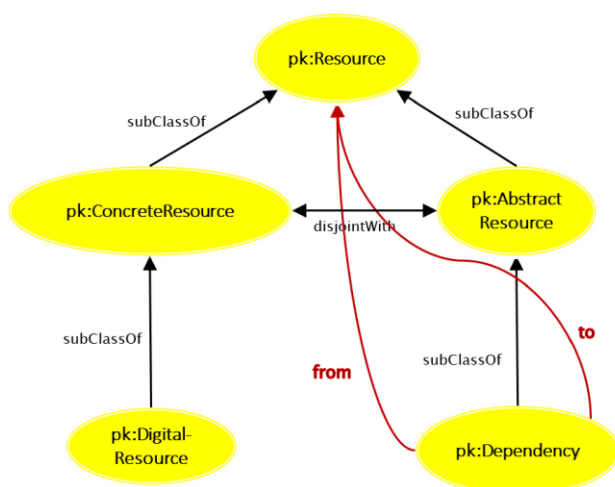 pk:Resource
subClassOf
subClassOf
pk:ConcreteResource
pk:Abstract
Resource
disjointWith
subClassOf
to
from
subClassOf
pk:Digital-
Resource
pk:Dependency